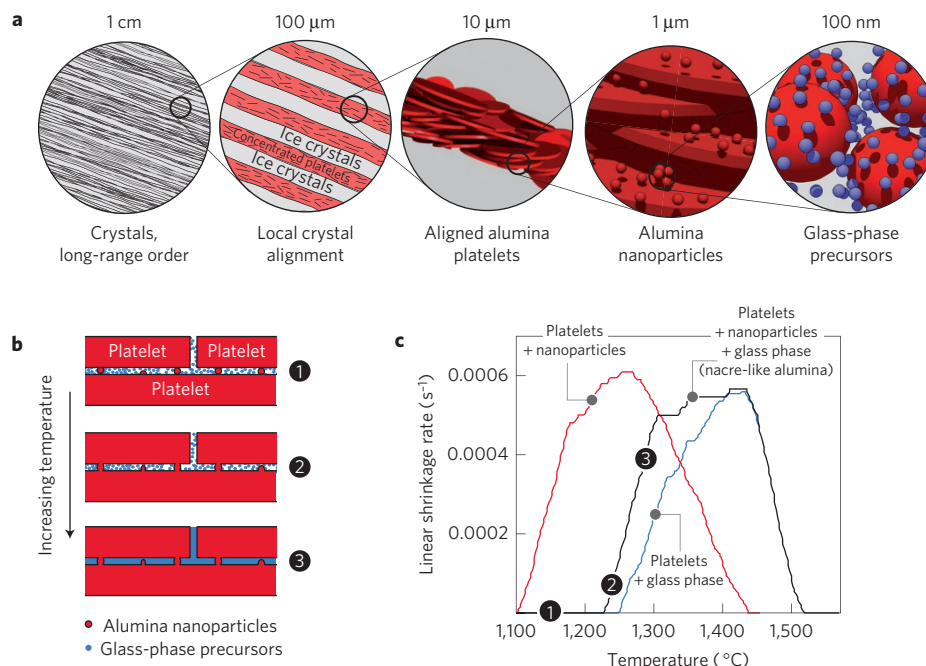 a
1 cm
100 μm
10 μm
1 μm
100 nm
Ice crystals
Concentrated platelets
Ice crystals
Crystals,
long-range order
Local crystal
alignment
Aligned alumina
platelets
Alumina
nanoparticles
Glass-phase
precursors
b
Increasing temperature
Platelet
Platelet
Platelet
1
2
3
Alumina nanoparticles
Glass-phase precursors
c
Linear shrinkage rate (s⁻¹)
0.0006
0.0004
0.0002
Platelets
+ nanoparticles
Platelets
+ nanoparticles
+ glass phase
(nacre-like alumina)
3
2
1
Platelets
+ glass phase
1,100
1,200
1,300
1,400
1,500
Temperature (°C)